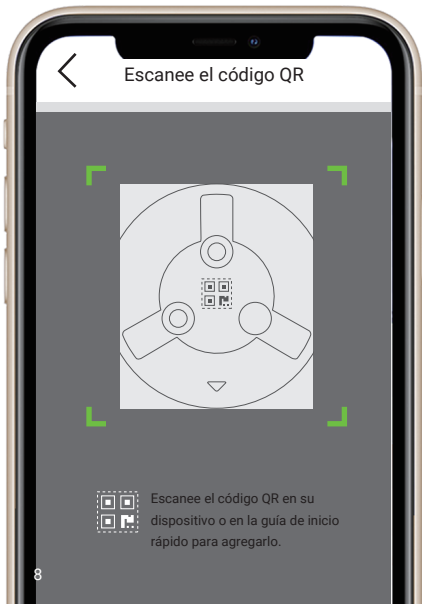 Escanee el código QR
Escanee el código QR en su
dispositivo o en la guía de inicio
rápido para agregarlo.
8